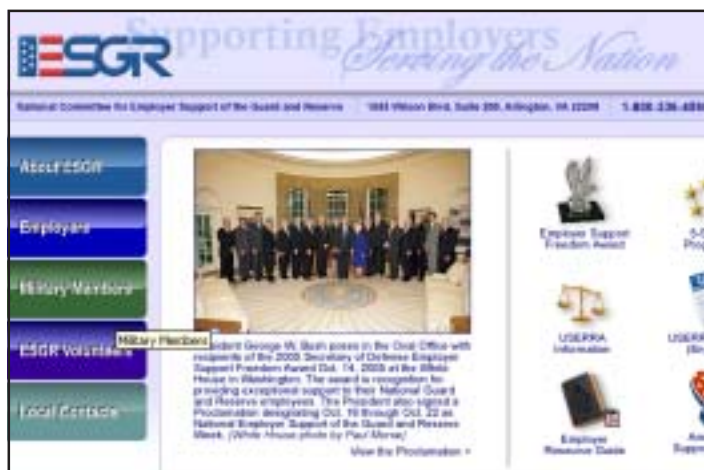 ESGR
Supporting Employers
Serving the Nation
National Committee for Employer Support of the Guard and Reserve 1555 Wilson Blvd, Suite 200, Arlington, VA 22209 1-800-336-
About ESGR
Employers
Military Members
ESGR Volunteers
Military Members
Local Contacts
President George W. Bush poses in the Oval Office with
recipients of the 2005 Secretary of Defense Employer
Support Freedom Award Oct. 14, 2005 at the White
House in Washington. The award is recognition for
providing exceptional support to their National Guard
and Reserve employees. The President also signed a
Proclamation designating Oct. 16 through Oct. 22 as
National Employer Support of the Guard and Reserve
Week. (White House photo by Paul Morse)
View the Proclamation >
Employer Support
Freedom Award
USERRA
Information
Employer
Resource Guide
5-S
Prog
USERR